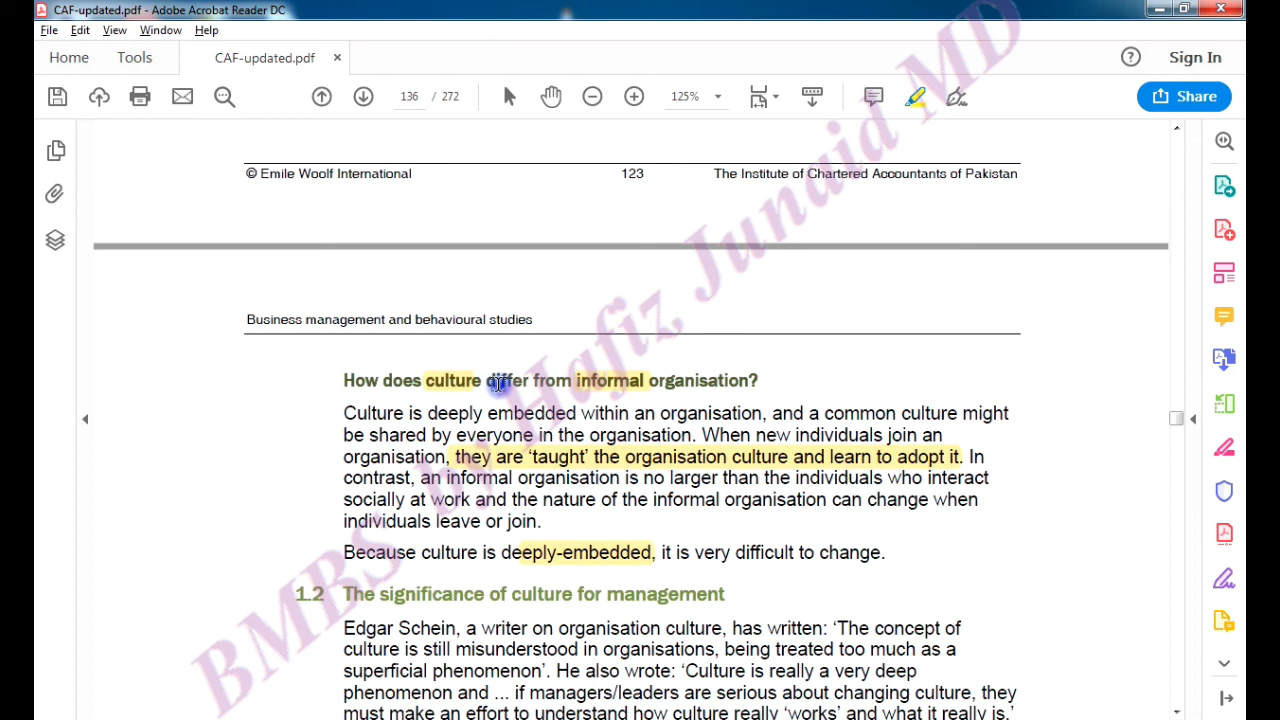 CAF-updated.pdf - Adobe Acrobat Reader DC
File Edit View Window Help
Home Tools CAF-updated.pdf × Sign In
136 / 272 125% Share
© Emile Woolf International 123 The Institute of Chartered Accountants of Pakistan
Business management and behavioural studies
How does culture differ from informal organisation?
Culture is deeply embedded within an organisation, and a common culture might
be shared by everyone in the organisation. When new individuals join an
organisation, they are ‘taught’ the organisation culture and learn to adopt it. In
contrast, an informal organisation is no larger than the individuals who interact
socially at work and the nature of the informal organisation can change when
individuals leave or join.
Because culture is deeply-embedded, it is very difficult to change.
1.2 The significance of culture for management
Edgar Schein, a writer on organisation culture, has written: ‘The concept of
culture is still misunderstood in organisations, being treated too much as a
superficial phenomenon’. He also wrote: ‘Culture is really a very deep
phenomenon and ... if managers/leaders are serious about changing culture, they
must make an effort to understand how culture really ‘works’ and what it really is.’
BMBS by Hafiz Junaid MD